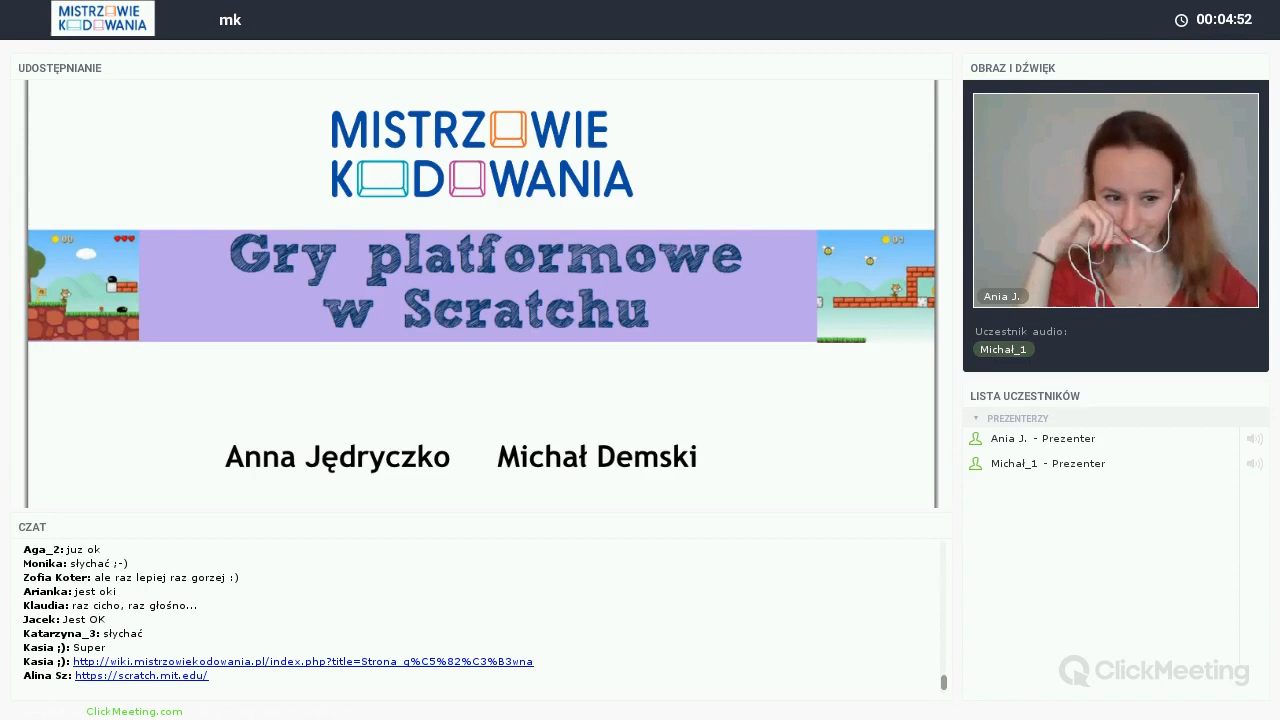 MISTRZOWIE
KODOWANIA
mk
00:04:52
UDOSTĘPNIANIE
MISTRZOWIE
KODOWANIA
Gry platformowe
w Scratchu
Anna Jędryczko Michał Demski
CZAT
Aga_2: juz ok
Monika: słychać ;-)
Zofia Koter: ale raz lepiej raz gorzej :)
Arianka: jest oki
Klaudia: raz cicho, raz głośno...
Jacek: Jest OK
Katarzyna_3: słychać
Kasia ;): Super
Kasia ;): http://wiki.mistrzowiekodowania.pl/index.php?title=Strona_g%C5%82%C3%B3wna
Alina Sz: https://scratch.mit.edu/
ClickMeeting.com
OBRAZ I DŹWIĘK
Ania J.
Uczestnik audio:
Michał_1
LISTA UCZESTNIKÓW
PREZENTERZY
Ania J. - Prezenter
Michał_1 - Prezenter
ClickMeeting